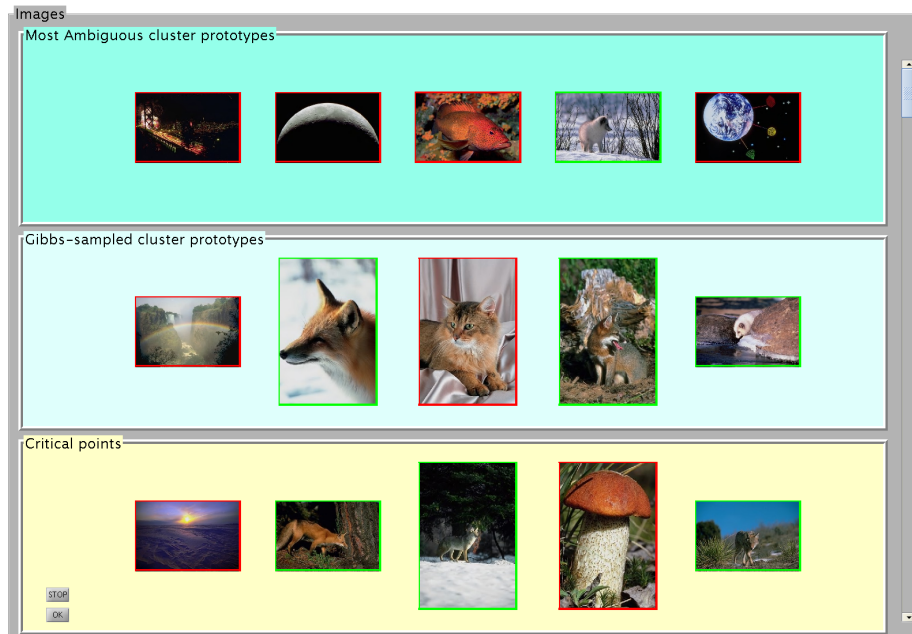 Images
Most Ambiguous cluster prototypes
Gibbs-sampled cluster prototypes
Critical points
STOP
OK